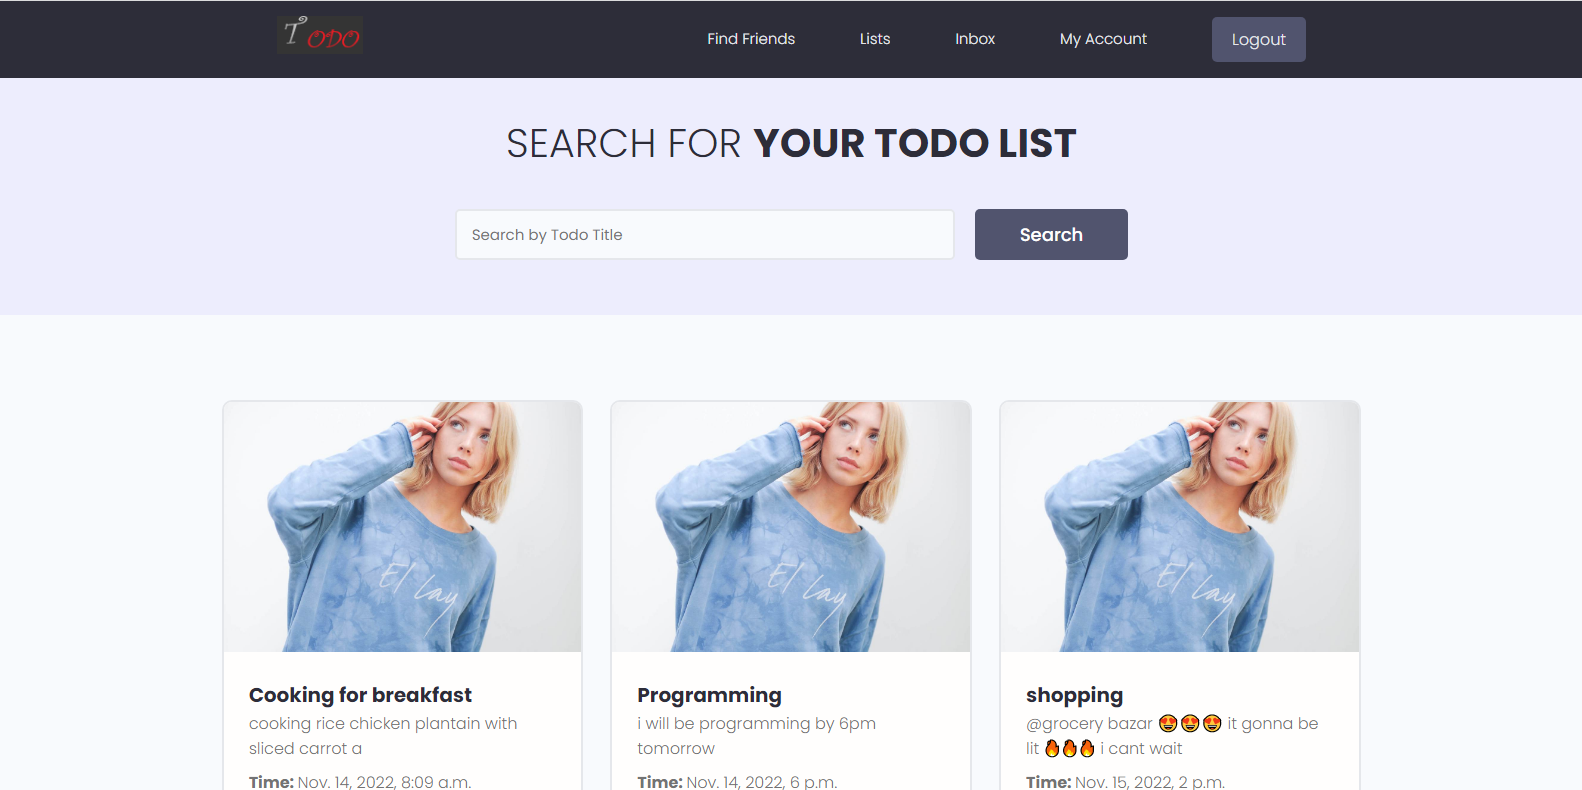 TODO
Find Friends
Lists
Inbox
My Account
Logout
SEARCH FOR YOUR TODO LIST
Search by Todo Title
Search
El Lay
El Lay
El Lay
Cooking for breakfast
cooking rice chicken plantain with
sliced carrot a
Time: Nov. 14, 2022, 8:09 a.m.
Programming
i will be programming by 6pm
tomorrow
Time: Nov. 14, 2022, 6 p.m.
shopping
@grocery bazar 😍😍😍 it gonna be
lit 🔥🔥🔥 i cant wait
Time: Nov. 15, 2022, 2 p.m.